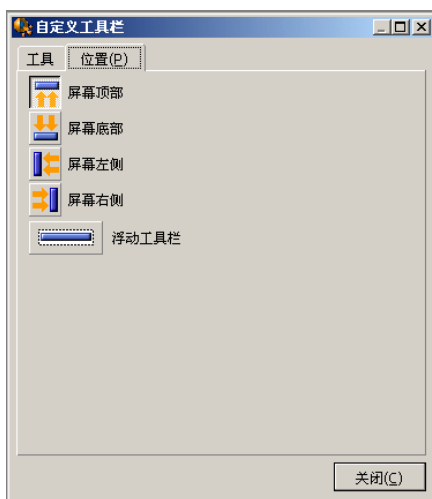 自定义工具栏
工具 位置(P)
屏幕顶部
屏幕底部
屏幕左侧
屏幕右侧
浮动工具栏
关闭(C)